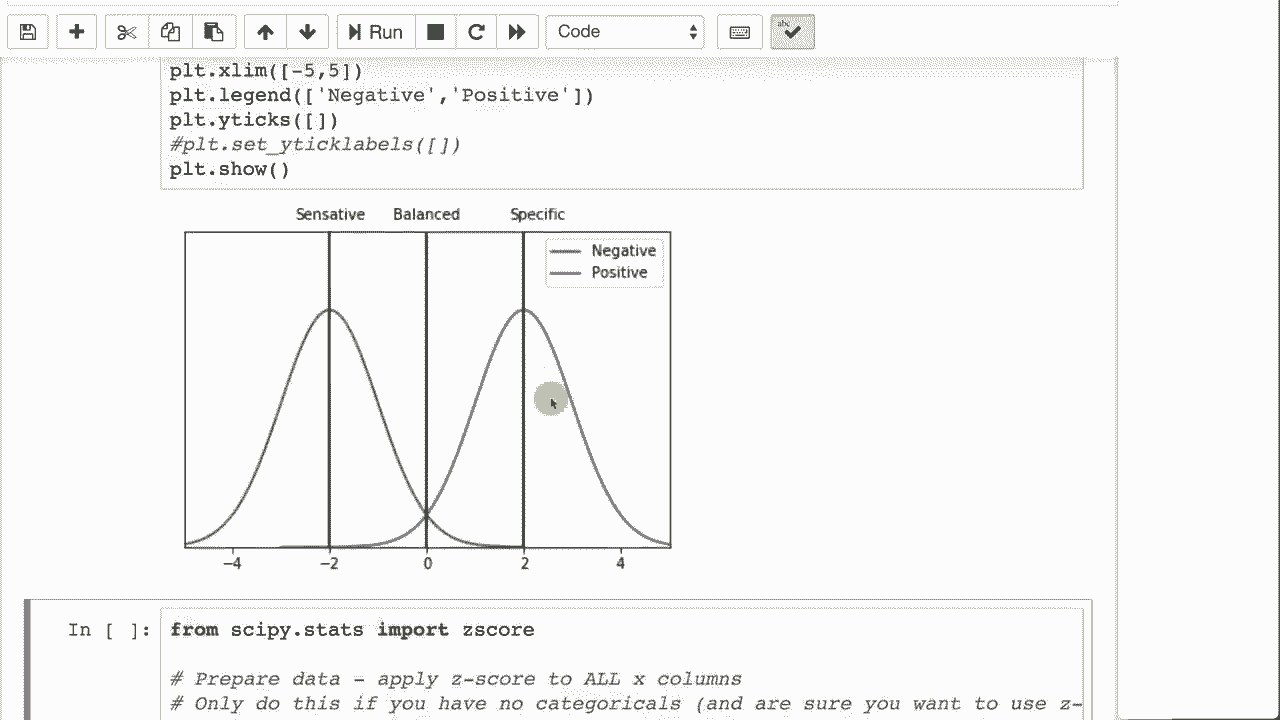 Run
Code
plt.xlim([-5,5])
plt.legend(['Negative','Positive'])
plt.yticks([])
#plt.set_yticklabels([])
plt.show()
Sensative Balanced Specific
Negative
Positive
−4 −2 0 2 4
In [ ]: from scipy.stats import zscore
# Prepare data - apply z-score to ALL x columns
# Only do this if you have no categoricals (and are sure you want to use z-